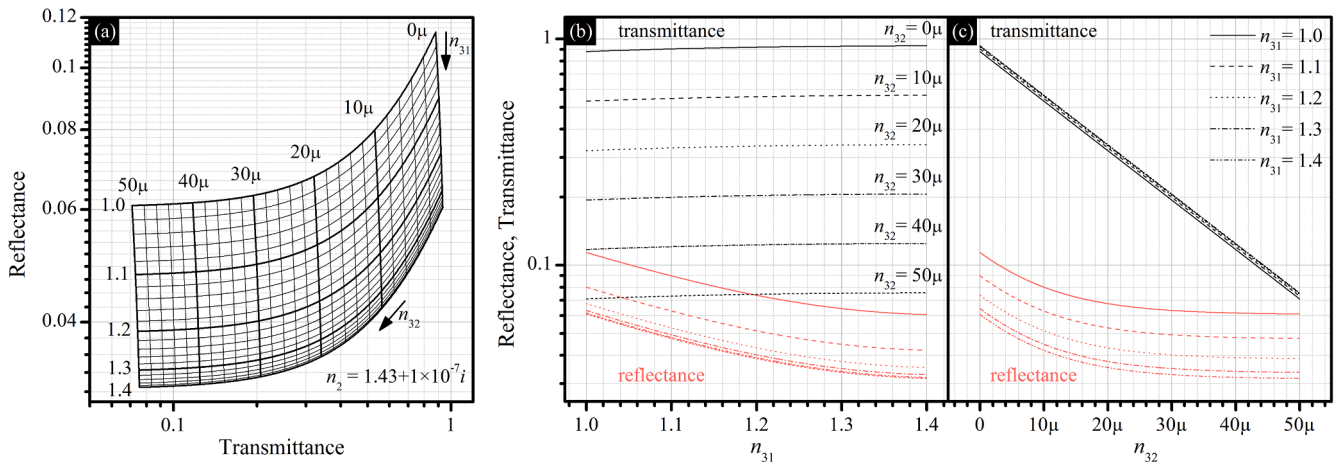 (a)
0.12
0.1
0.08
0.06
0.04
Reflectance
0μ
n31
10μ
20μ
30μ
40μ
50μ
1.0
1.1
1.2
1.3
1.4
n32
n2 = 1.43+1×10-7i
0.1
1
Transmittance
(b)
transmittance
n32= 0μ
n32= 10μ
n32= 20μ
n32= 30μ
n32= 40μ
n32= 50μ
reflectance
1
0.1
Reflectance, Transmittance
1.0
1.1
1.2
1.3
1.4
n31
(c)
transmittance
n31= 1.0
n31= 1.1
n31= 1.2
n31= 1.3
n31= 1.4
reflectance
0
10μ
20μ
30μ
40μ
50μ
n32